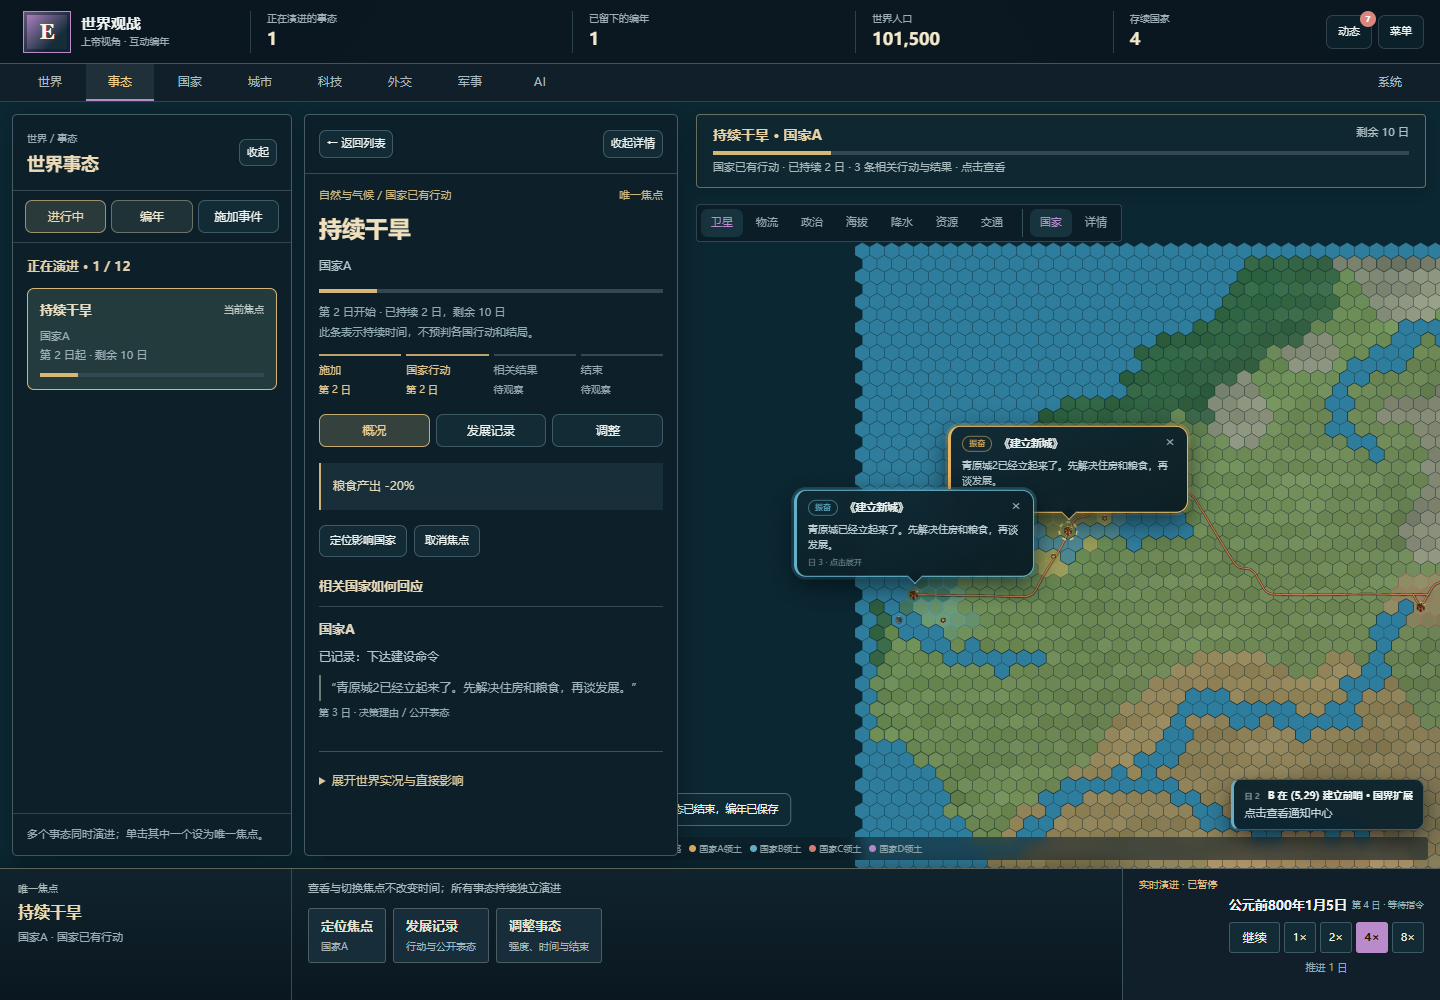 E
世界观战
上帝视角 · 互动编年
正在演进的事态
1
已留下的编年
1
世界人口
101,500
存续国家
4
动态
7
菜单
世界
事态
国家
城市
科技
外交
军事
AI
系统
世界 / 事态
世界事态
收起
进行中
编年
施加事件
正在演进 • 1 / 12
持续干旱
当前焦点
国家A
第 2 日起 · 剩余 10 日
多个事态同时演进；单击其中一个设为唯一焦点。
← 返回列表
收起详情
自然与气候 / 国家已有行动
唯一焦点
持续干旱
国家A
第 2 日开始 · 已持续 2 日，剩余 10 日
此条表示持续时间，不预判各国行动和结局。
施加
第 2 日
国家行动
第 2 日
相关结果
待观察
结束
待观察
概况
发展记录
调整
粮食产出 -20%
定位影响国家
取消焦点
相关国家如何回应
国家A
已记录：下达建设命令
“青原城2已经立起来了。先解决住房和粮食，再谈发展。”
第 3 日 · 决策理由 / 公开表态
▶ 展开世界实况与直接影响
持续干旱 • 国家A
剩余 10 日
国家已有行动 · 已持续 2 日 · 3 条相关行动与结果 · 点击查看
卫星
物流
政治
海拔
降水
资源
交通
国家
详情
振奋
《建立新城》
×
青原城2已经立起来了。先解决住房和粮食，再
谈发展。
振奋
《建立新城》
×
青原城已经立起来了。先解决住房和粮食，再谈
发展。
日 3 · 点击展开
日 2
B 在 (5,29) 建立前哨 • 国界扩展
点击查看通知中心
已结束，编年已保存
国家A领土
国家B领土
国家C领土
国家D领土
唯一焦点
持续干旱
国家A · 国家已有行动
查看与切换焦点不改变时间；所有事态持续独立演进
定位焦点
国家A
发展记录
行动与公开表态
调整事态
强度、时间与结束
实时演进 · 已暂停
公元前800年1月5日
第 4 日 · 等待指令
继续
1×
2×
4×
8×
推进 1 日